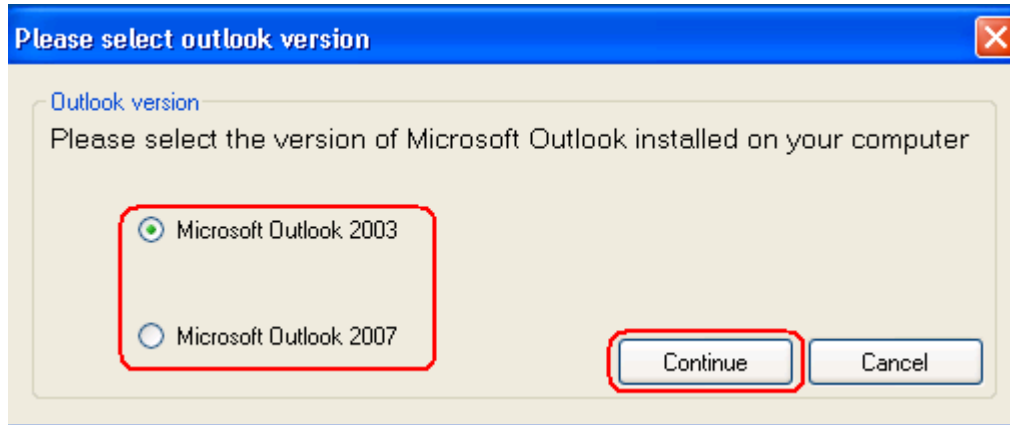 Please select outlook version
Outlook version
Please select the version of Microsoft Outlook installed on your computer
Microsoft Outlook 2003
Microsoft Outlook 2007
Continue
Cancel